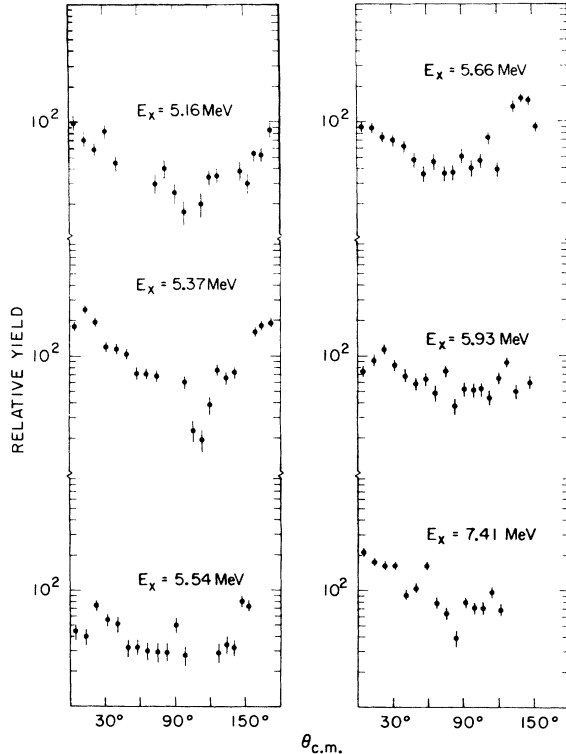 E_x = 5.16 MeV
10²
E_x = 5.37 MeV
10²
E_x = 5.54 MeV
10²
RELATIVE YIELD
30° 90° 150°
E_x = 5.66 MeV
10²
E_x = 5.93 MeV
10²
E_x = 7.41 MeV
10²
30° 90° 150°
θ_c.m.